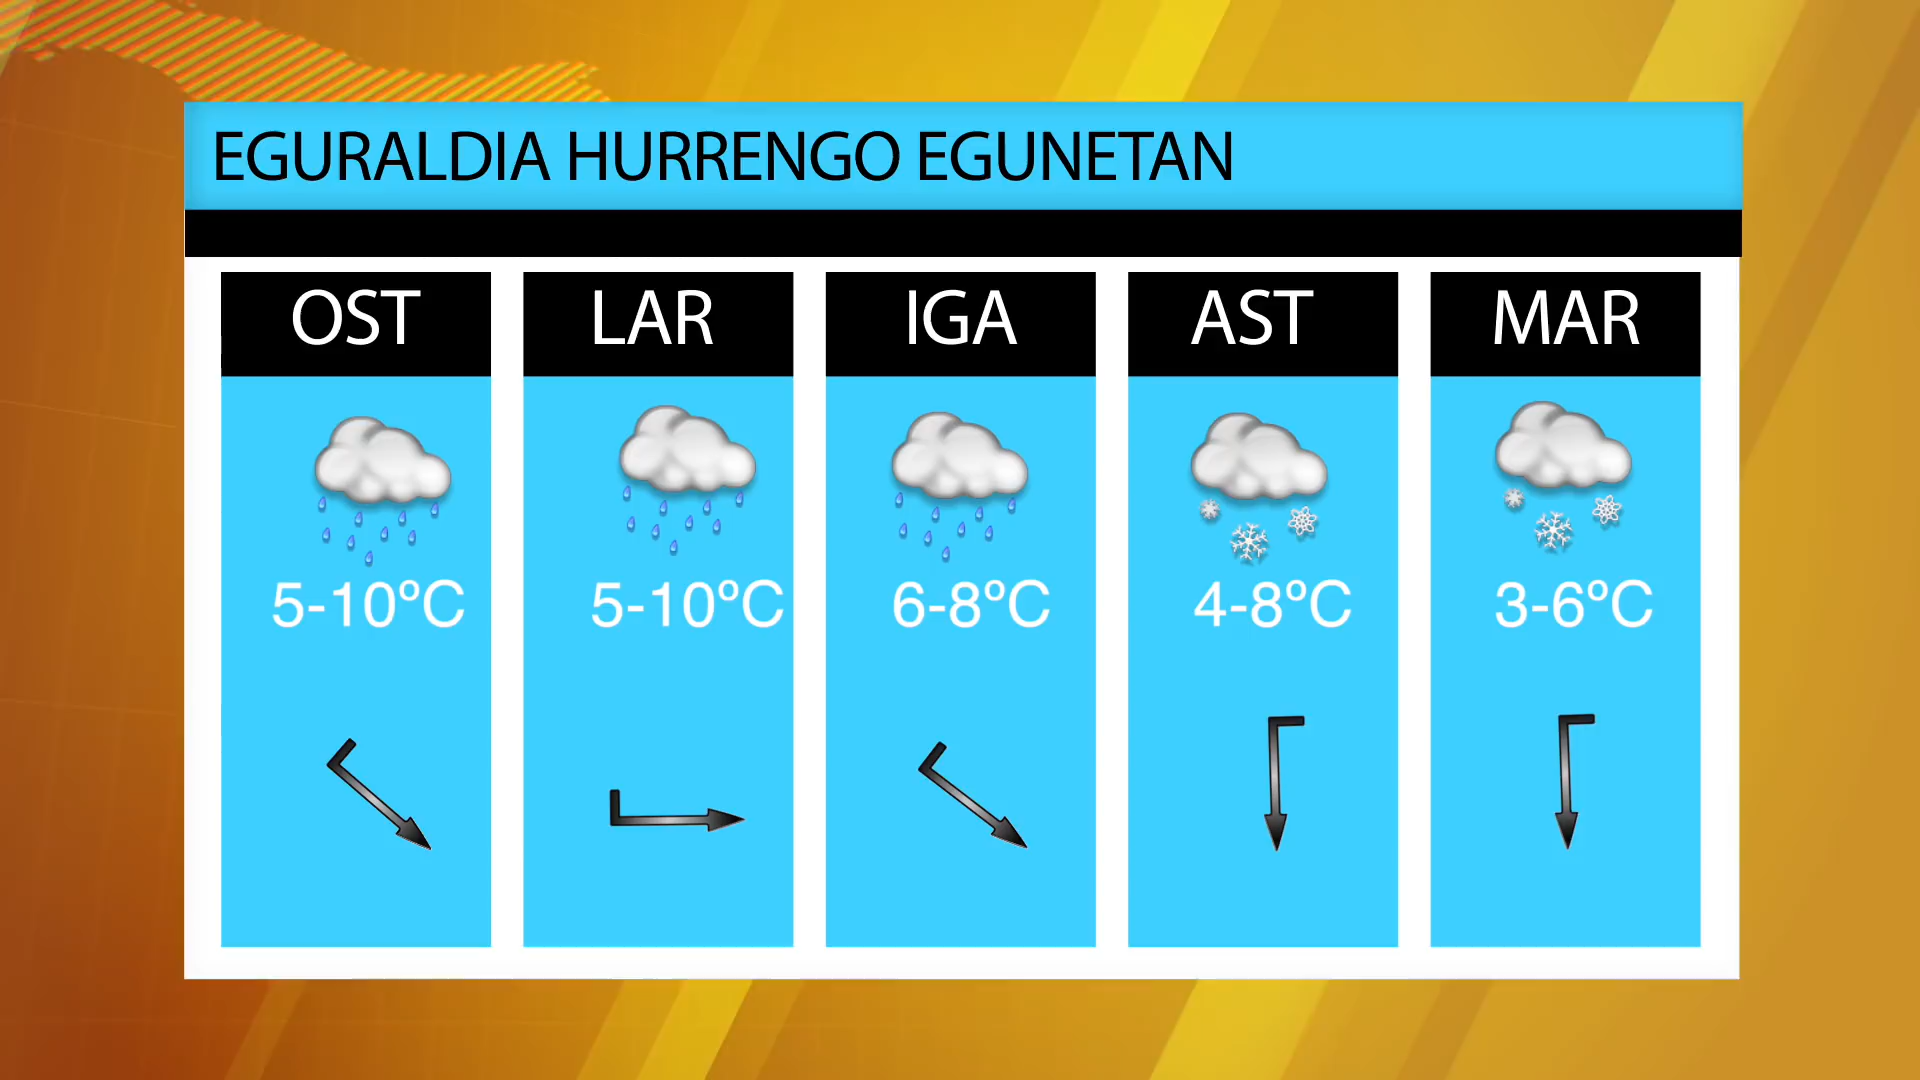 EGURALDIA HURRENGO EGUNETAN
OST LAR IGA AST MAR
5-10ºC 5-10ºC 6-8ºC 4-8ºC 3-6ºC